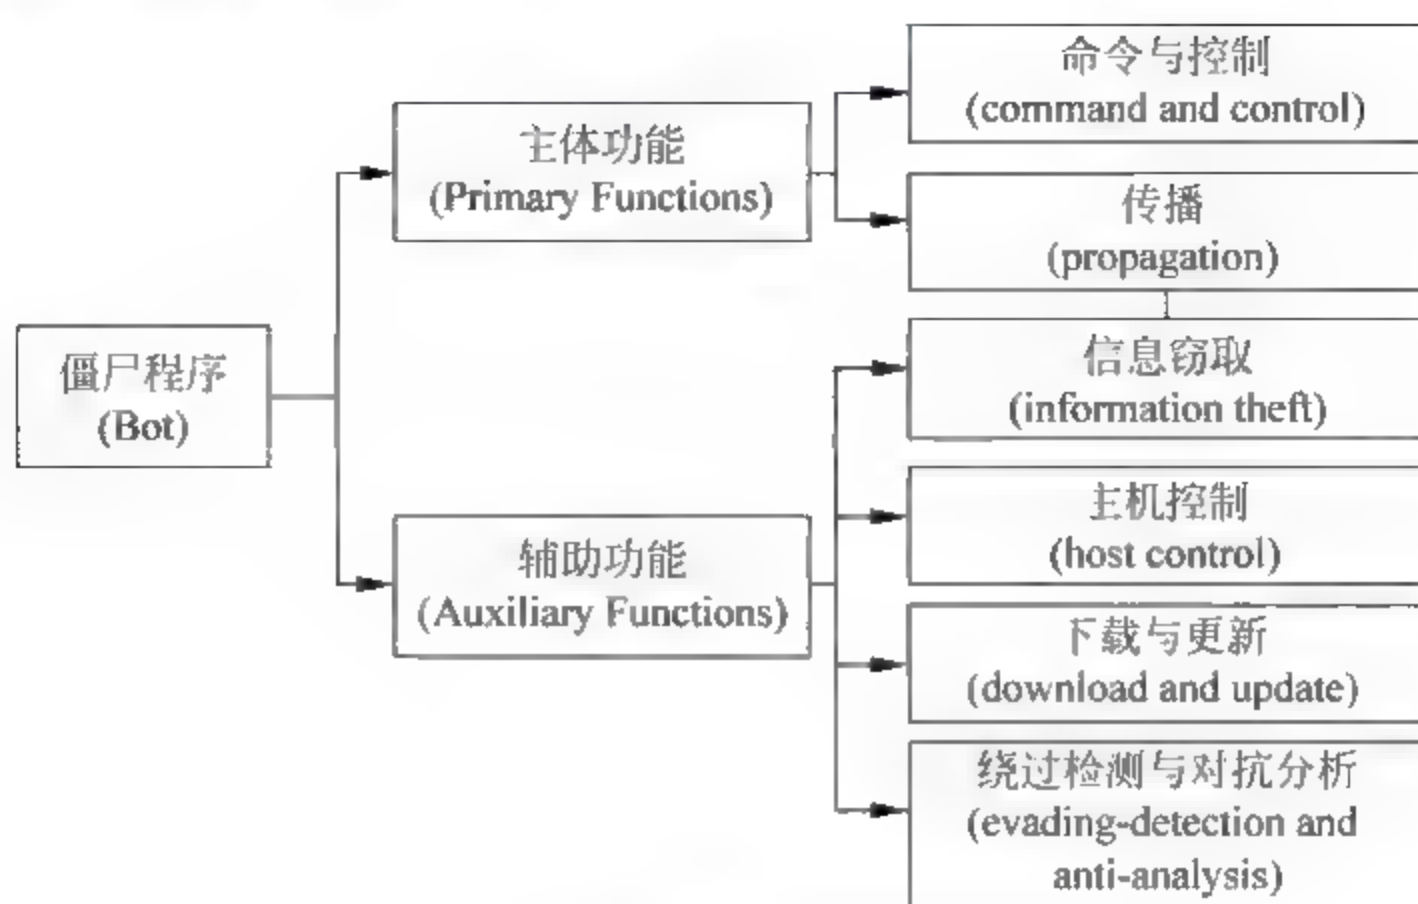 僵尸程序
(Bot)
主体功能
(Primary Functions)
辅助功能
(Auxiliary Functions)
命令与控制
(command and control)
传播
(propagation)
信息窃取
(information theft)
主机控制
(host control)
下载与更新
(download and update)
绕过检测与对抗分析
(evading-detection and
anti-analysis)